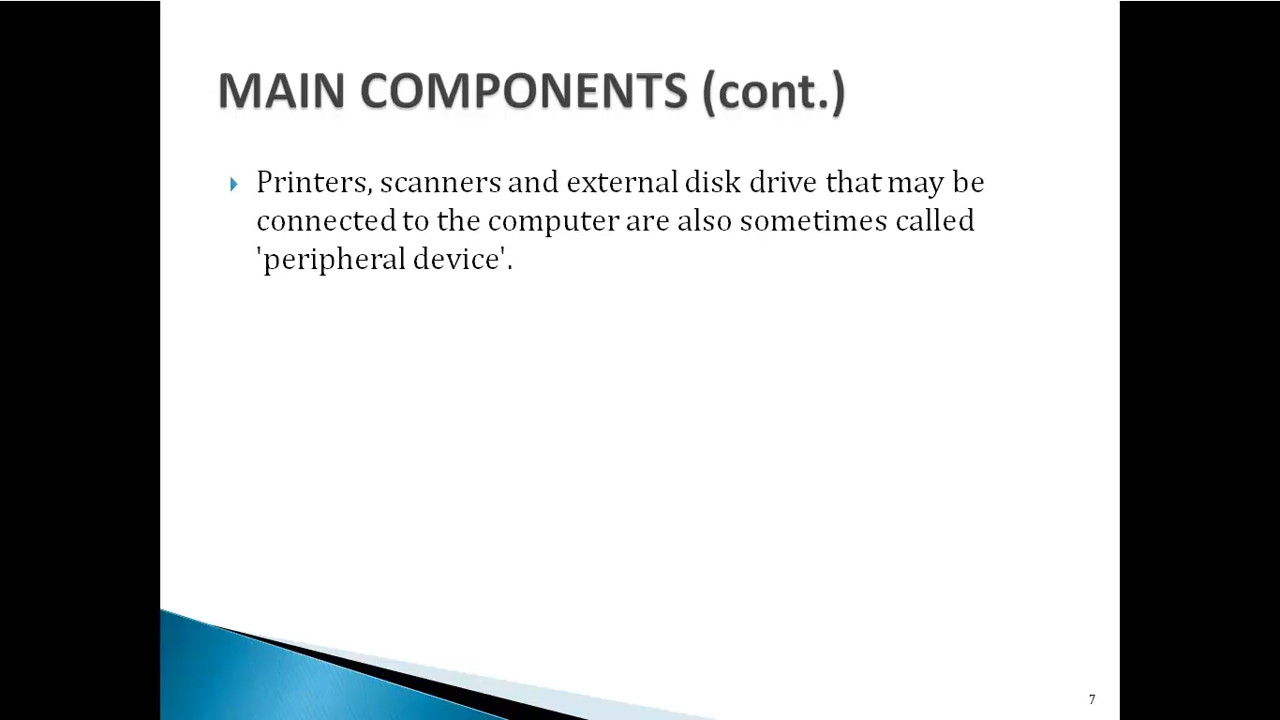 MAIN COMPONENTS (cont.)
Printers, scanners and external disk drive that may be
connected to the computer are also sometimes called
'peripheral device'.
7